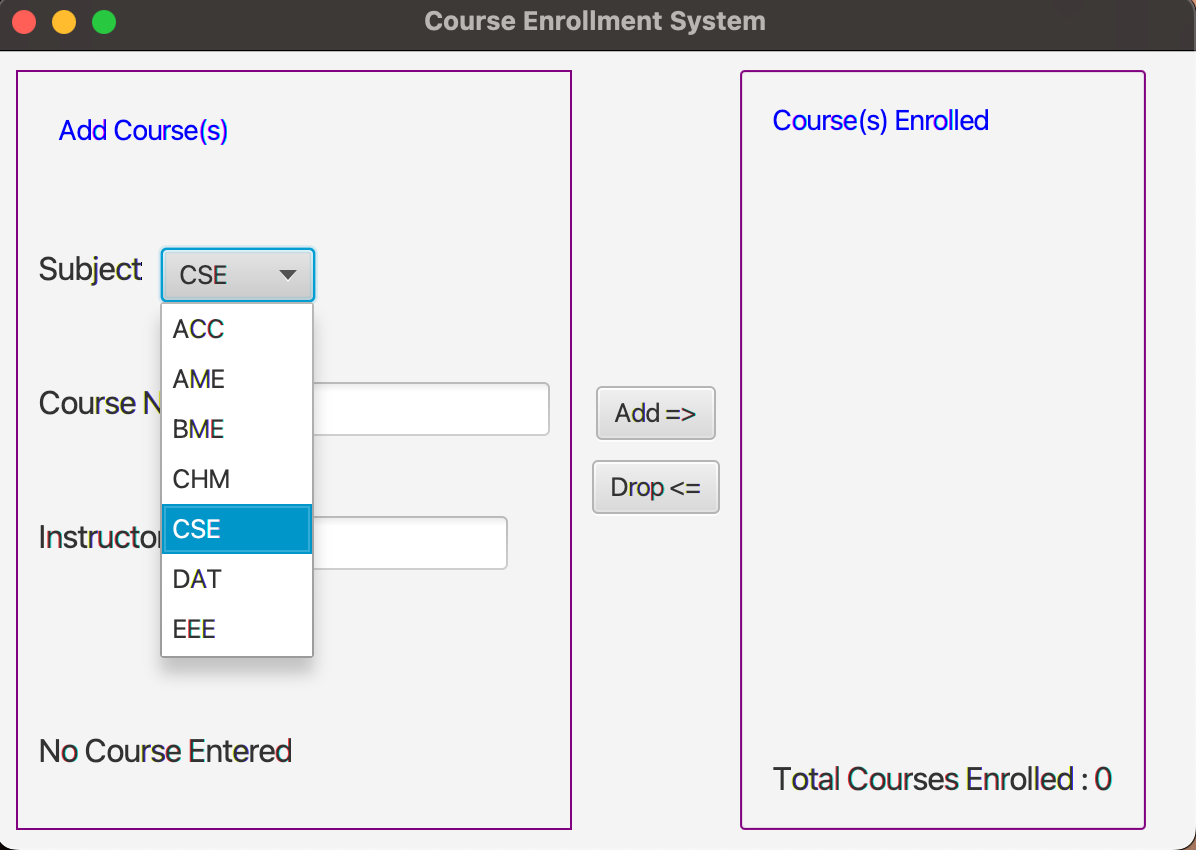 Course Enrollment System
Add Course(s)
Subject CSE
ACC
AME
BME
CHM
CSE
DAT
EEE
Course
Instructor
No Course Entered
Add =>
Drop <=
Course(s) Enrolled
Total Courses Enrolled : 0